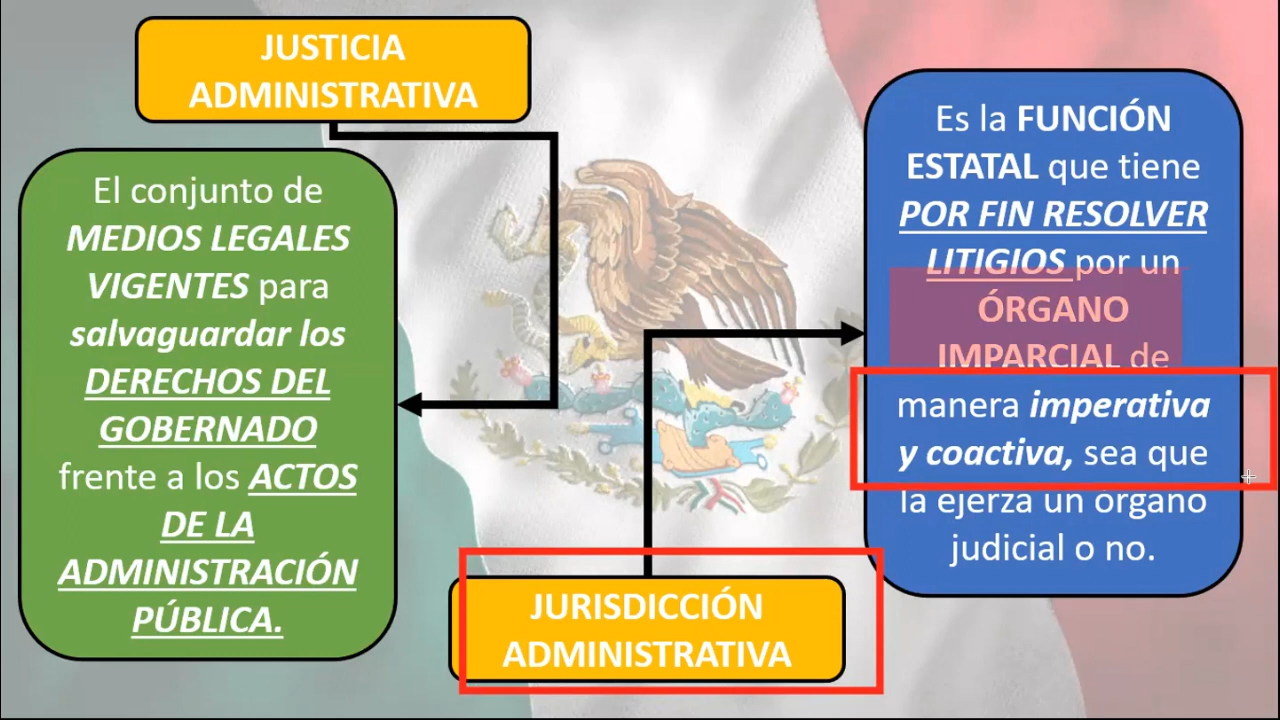 JUSTICIA
ADMINISTRATIVA
El conjunto de
MEDIOS LEGALES
VIGENTES para
salvaguardar los
DERECHOS DEL
GOBERNADO
frente a los ACTOS
DE LA
ADMINISTRACIÓN
PÚBLICA.
JURISDICCIÓN
ADMINISTRATIVA
Es la FUNCIÓN
ESTATAL que tiene
POR FIN RESOLVER
LITIGIOS por un
ÓRGANO
IMPARCIAL de
manera imperativa
y coactiva, sea que
la ejerza un órgano
judicial o no.